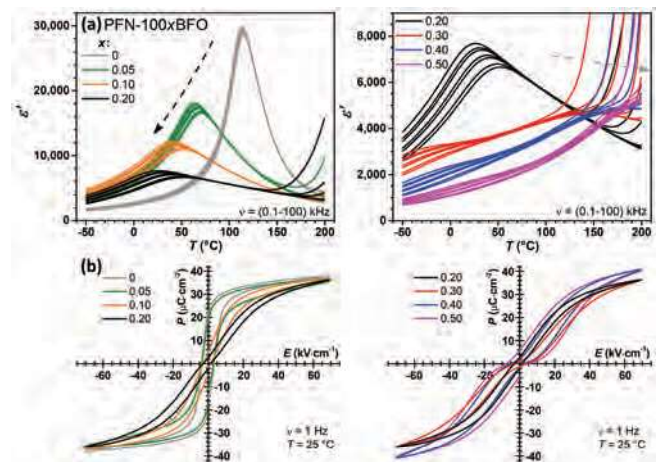 (a) PFN-100xBFO
x:
0
0.05
0.10
0.20
30,000
20,000
10,000
0
ε'
-50 0 50 100 150 200
T (°C)
ν = (0.1-100) kHz
0.20
0.30
0.40
0.50
8,000
6,000
4,000
2,000
0
ε'
-50 0 50 100 150 200
T (°C)
ν = (0.1-100) kHz
(b)
0
0.05
0.10
0.20
P (μC·cm⁻²)
40
30
20
10
E (kV·cm⁻¹)
-60 -40 -20 0 20 40 60
-10
-20
-30
-40
ν = 1 Hz
T = 25 °C
0.20
0.30
0.40
0.50
P (μC·cm⁻²)
40
30
20
10
E (kV·cm⁻¹)
-60 -40 -20 0 20 40 60
-10
-20
-30
-40
ν = 1 Hz
T = 25 °C